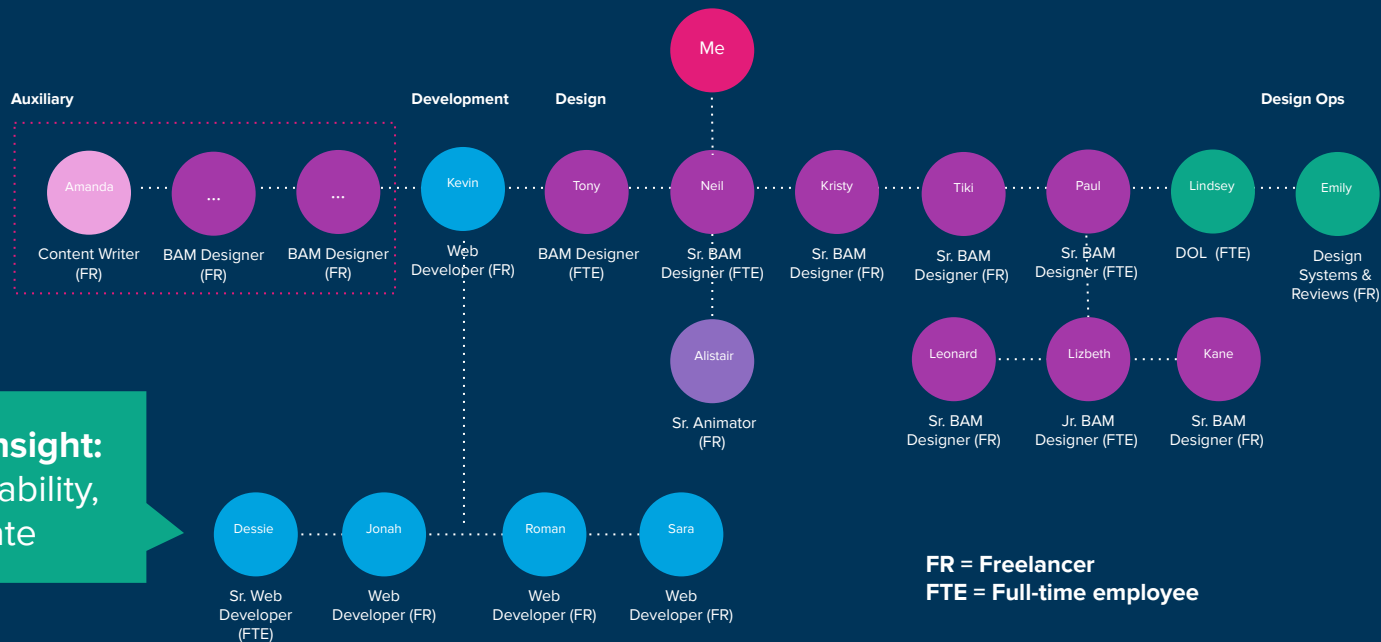 Me
Auxiliary
Development
Design
Design Ops
Amanda
...
...
Kevin
Tony
Neil
Kristy
Tiki
Paul
Lindsey
Emily
Content Writer
(FR)
BAM Designer
(FR)
BAM Designer
(FR)
Web
Developer (FR)
BAM Designer
(FTE)
Sr. BAM
Designer (FTE)
Sr. BAM
Designer (FR)
Sr. BAM
Designer (FR)
Sr. BAM
Designer (FTE)
DOL (FTE)
Design
Systems &
Reviews (FR)
Alistair
Sr. Animator
(FR)
Leonard
Lizbeth
Kane
Sr. BAM
Designer (FR)
Jr. BAM
Designer (FTE)
Sr. BAM
Designer (FR)
nsight:
ability,
te
Dessie
Jonah
Roman
Sara
Sr. Web
Developer
(FTE)
Web
Developer (FR)
Web
Developer (FR)
Web
Developer (FR)
FR = Freelancer
FTE = Full-time employee